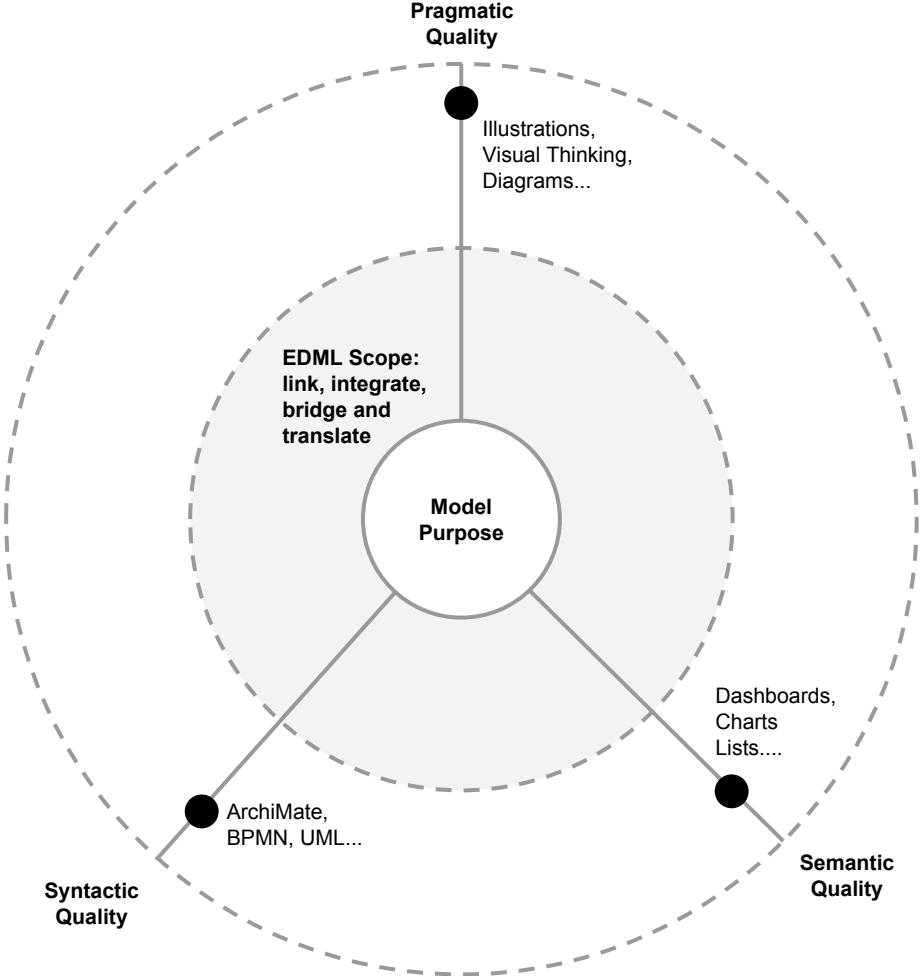 Pragmatic
Quality
Illustrations,
Visual Thinking,
Diagrams...
EDML Scope:
link, integrate,
bridge and
translate
Model
Purpose
Dashboards,
Charts
Lists....
ArchiMate,
BPMN, UML...
Syntactic
Quality
Semantic
Quality